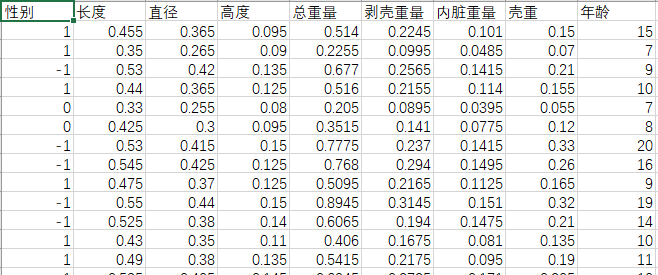 性别 长度 直径 高度 总重量 剥壳重量 内脏重量 壳重 年龄
1 0.455 0.365 0.095 0.514 0.2245 0.101 0.15 15
1 0.35 0.265 0.09 0.2255 0.0995 0.0485 0.07 7
-1 0.53 0.42 0.135 0.677 0.2565 0.1415 0.21 9
1 0.44 0.365 0.125 0.516 0.2155 0.114 0.155 10
0 0.33 0.255 0.08 0.205 0.0895 0.0395 0.055 7
0 0.425 0.3 0.095 0.3515 0.141 0.0775 0.12 8
-1 0.53 0.415 0.15 0.7775 0.237 0.1415 0.33 20
-1 0.545 0.425 0.125 0.768 0.294 0.1495 0.26 16
1 0.475 0.37 0.125 0.5095 0.2165 0.1125 0.165 9
-1 0.55 0.44 0.15 0.8945 0.3145 0.151 0.32 19
-1 0.525 0.38 0.14 0.6065 0.194 0.1475 0.21 14
1 0.43 0.35 0.11 0.406 0.1675 0.081 0.135 10
1 0.49 0.38 0.135 0.5415 0.2175 0.095 0.19 11